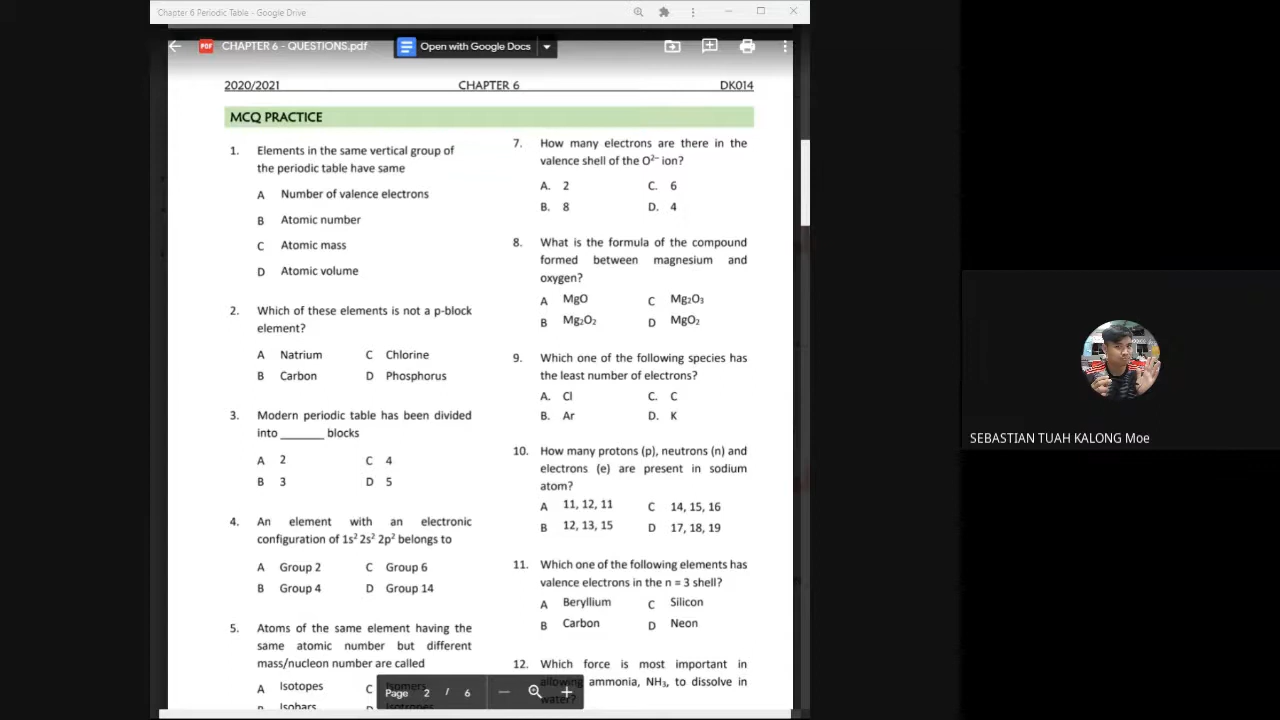 Chapter 6 Periodic Table - Google Drive
PDF CHAPTER 6 - QUESTIONS.pdf Open with Google Docs
2020/2021 CHAPTER 6 DK014
MCQ PRACTICE
1. Elements in the same vertical group of
the periodic table have same
A Number of valence electrons
B Atomic number
C Atomic mass
D Atomic volume
2. Which of these elements is not a p-block
element?
A Natrium C Chlorine
B Carbon D Phosphorus
3. Modern periodic table has been divided
into _______ blocks
A 2 C 4
B 3 D 5
4. An element with an electronic
configuration of 1s² 2s² 2p² belongs to
A Group 2 C Group 6
B Group 4 D Group 14
5. Atoms of the same element having the
same atomic number but different
mass/nucleon number are called
A Isotopes C Isomers
B Isobars D Isotropes
7. How many electrons are there in the
valence shell of the O²⁻ ion?
A. 2 C. 6
B. 8 D. 4
8. What is the formula of the compound
formed between magnesium and
oxygen?
A MgO C Mg₂O₃
B Mg₂O₂ D MgO₂
9. Which one of the following species has
the least number of electrons?
A. Cl C. C
B. Ar D. K
10. How many protons (p), neutrons (n) and
electrons (e) are present in sodium
atom?
A 11, 12, 11 C 14, 15, 16
B 12, 13, 15 D 17, 18, 19
11. Which one of the following elements has
valence electrons in the n = 3 shell?
A Beryllium C Silicon
B Carbon D Neon
12. Which force is most important in
allowing ammonia, NH₃, to dissolve in
water?
Page 2 / 6
SEBASTIAN TUAH KALONG Moe